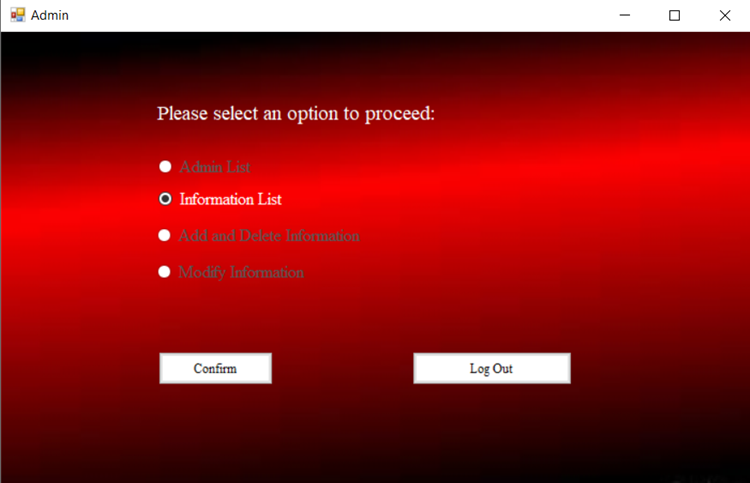 Admin
Please select an option to proceed:
Admin List
Information List
Add and Delete Information
Modify Information
Confirm
Log Out